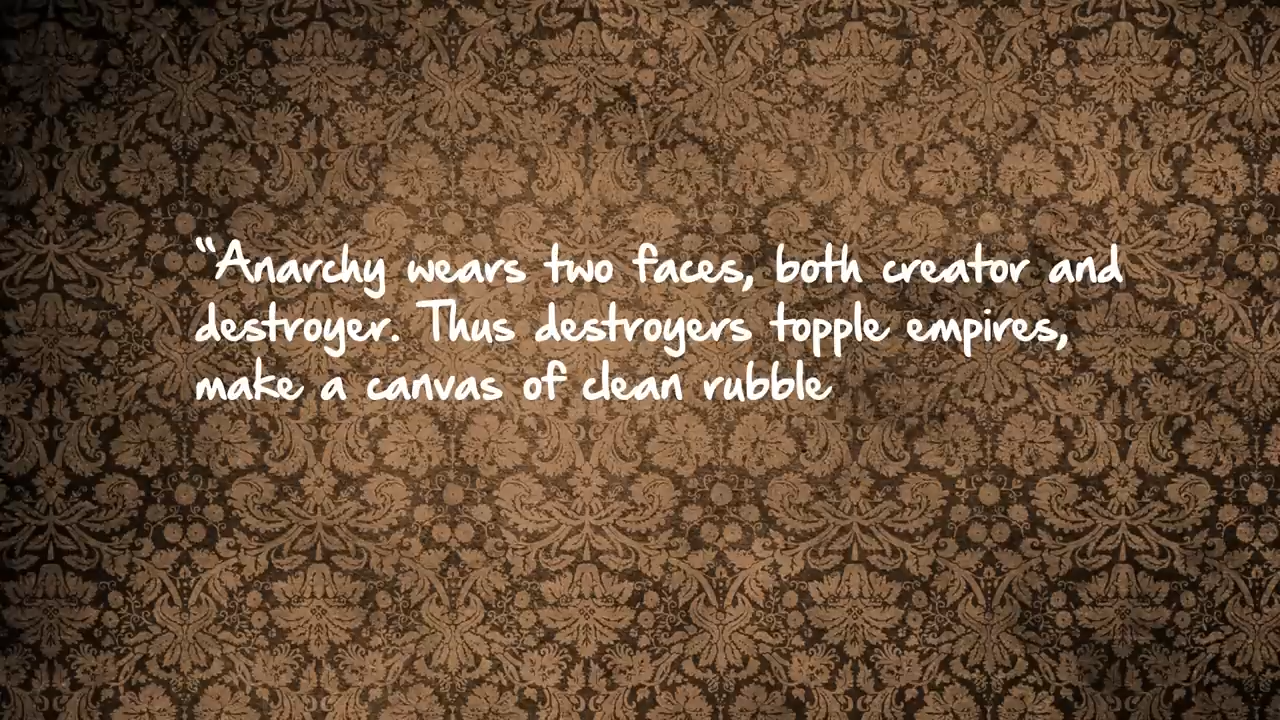 “Anarchy wears two faces, both creator and
destroyer. Thus destroyers topple empires,
make a canvas of clean rubble